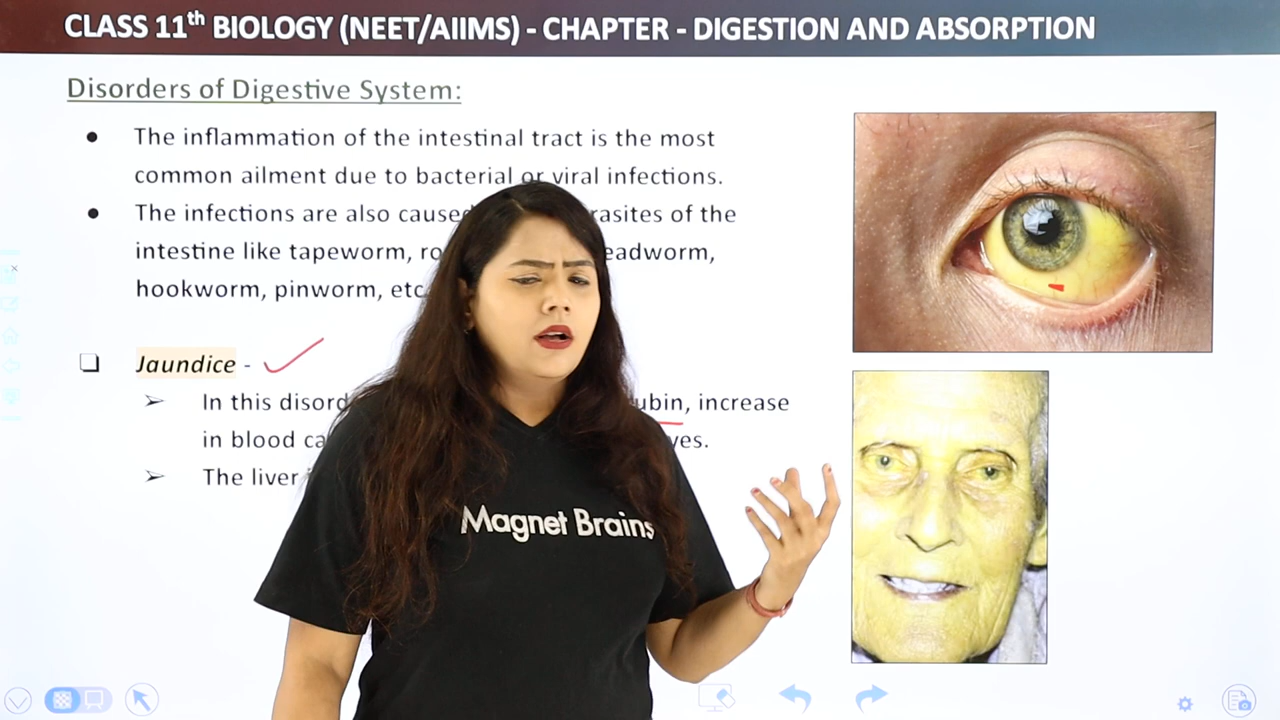 CLASS 11th BIOLOGY (NEET/AIIMS) - CHAPTER - DIGESTION AND ABSORPTION
Disorders of Digestive System:
● The inflammation of the intestinal tract is the most
common ailment due to bacterial or viral infections.
● The infections are also caused rasites of the
intestine like tapeworm, eadworm,
hookworm, pinworm, etc
❑ Jaundice -
➢ In this disord ubin, increase
in blood yes.
➢ The liver
Magnet Brains